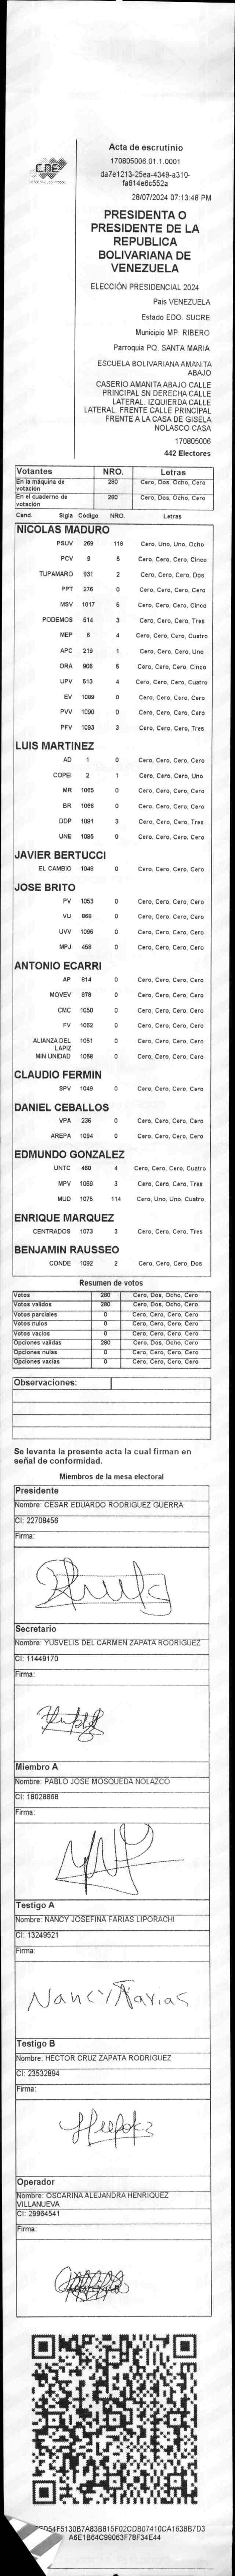 Acta de escrutinio
170805006.01.1.0001
da7e1213-25ea-4349-a310-
fa614e6c552a
28/07/2024 07:13:48 PM
CNE
PRESIDENTA O
PRESIDENTE DE LA
REPUBLICA
BOLIVARIANA DE
VENEZUELA
ELECCIÓN PRESIDENCIAL 2024
Pais VENEZUELA
Estado EDO. SUCRE
Municipio MP. RIBERO
Parroquia PQ. SANTA MARIA
ESCUELA BOLIVARIANA AMANITA
ABAJO
CASERIO AMANITA ABAJO CALLE
PRINCIPAL SN DERECHA CALLE
LATERAL. IZQUIERDA CALLE
LATERAL. FRENTE CALLE PRINCIPAL
FRENTE A LA CASA DE GISELA
NOLASCO CASA
170805006
442 Electores
Votantes NRO. Letras
En la máquina de votación 280 Cero, Dos, Ocho, Cero
En el cuaderno de votación 280 Cero, Dos, Ocho, Cero
Cand. Sigla Código NRO. Letras
NICOLAS MADURO
PSUV 269 118 Cero, Uno, Uno, Ocho
PCV 9 5 Cero, Cero, Cero, Cinco
TUPAMARO 931 2 Cero, Cero, Cero, Dos
PPT 276 0 Cero, Cero, Cero, Cero
MSV 1017 5 Cero, Cero, Cero, Cinco
PODEMOS 514 3 Cero, Cero, Cero, Tres
MEP 6 4 Cero, Cero, Cero, Cuatro
APC 219 1 Cero, Cero, Cero, Uno
ORA 906 5 Cero, Cero, Cero, Cinco
UPV 513 4 Cero, Cero, Cero, Cuatro
EV 1089 0 Cero, Cero, Cero, Cero
PVV 1090 0 Cero, Cero, Cero, Cero
PFV 1093 3 Cero, Cero, Cero, Tres
LUIS MARTINEZ
AD 1 0 Cero, Cero, Cero, Cero
COPEI 2 1 Cero, Cero, Cero, Uno
MR 1065 0 Cero, Cero, Cero, Cero
BR 1066 0 Cero, Cero, Cero, Cero
DDP 1091 3 Cero, Cero, Cero, Tres
UNE 1095 0 Cero, Cero, Cero, Cero
JAVIER BERTUCCI
EL CAMBIO 1048 0 Cero, Cero, Cero, Cero
JOSE BRITO
PV 1053 0 Cero, Cero, Cero, Cero
VU 868 0 Cero, Cero, Cero, Cero
UVV 1096 0 Cero, Cero, Cero, Cero
MPJ 458 0 Cero, Cero, Cero, Cero
ANTONIO ECARRI
AP 814 0 Cero, Cero, Cero, Cero
MOVEV 878 0 Cero, Cero, Cero, Cero
CMC 1050 0 Cero, Cero, Cero, Cero
FV 1062 0 Cero, Cero, Cero, Cero
ALIANZA DEL LAPIZ 1051 0 Cero, Cero, Cero, Cero
MIN UNIDAD 1068 0 Cero, Cero, Cero, Cero
CLAUDIO FERMIN
SPV 1049 0 Cero, Cero, Cero, Cero
DANIEL CEBALLOS
VPA 236 0 Cero, Cero, Cero, Cero
AREPA 1094 0 Cero, Cero, Cero, Cero
EDMUNDO GONZALEZ
UNTC 460 4 Cero, Cero, Cero, Cuatro
MPV 1069 3 Cero, Cero, Cero, Tres
MUD 1075 114 Cero, Uno, Uno, Cuatro
ENRIQUE MARQUEZ
CENTRADOS 1073 3 Cero, Cero, Cero, Tres
BENJAMIN RAUSSEO
CONDE 1092 2 Cero, Cero, Cero, Dos
Resumen de votos
Votos 280 Cero, Dos, Ocho, Cero
Votos validos 280 Cero, Dos, Ocho, Cero
Votos parciales 0 Cero, Cero, Cero, Cero
Votos nulos 0 Cero, Cero, Cero, Cero
Votos vacios 0 Cero, Cero, Cero, Cero
Opciones validas 280 Cero, Dos, Ocho, Cero
Opciones nulas 0 Cero, Cero, Cero, Cero
Opciones vacias 0 Cero, Cero, Cero, Cero
Observaciones:
Se levanta la presente acta la cual firman en
señal de conformidad.
Miembros de la mesa electoral
Presidente
Nombre: CESAR EDUARDO RODRIGUEZ GUERRA
CI: 22708456
Firma:
Secretario
Nombre: YUSVELIS DEL CARMEN ZAPATA RODRIGUEZ
CI: 11449170
Firma:
Miembro A
Nombre: PABLO JOSE MOSQUEDA NOLAZCO
CI: 18028868
Firma:
Testigo A
Nombre: NANCY JOSEFINA FARIAS LIPORACHI
CI: 13249521
Firma:
Nancy Farias
Testigo B
Nombre: HECTOR CRUZ ZAPATA RODRIGUEZ
CI: 23532894
Firma:
Operador
Nombre: OSCARINA ALEJANDRA HENRIQUEZ
VILLANUEVA
CI: 29964541
Firma:
D54F5130B7A83B815F02CDB07410CA1638B7D3
A6E1B64C99063F78F34E44